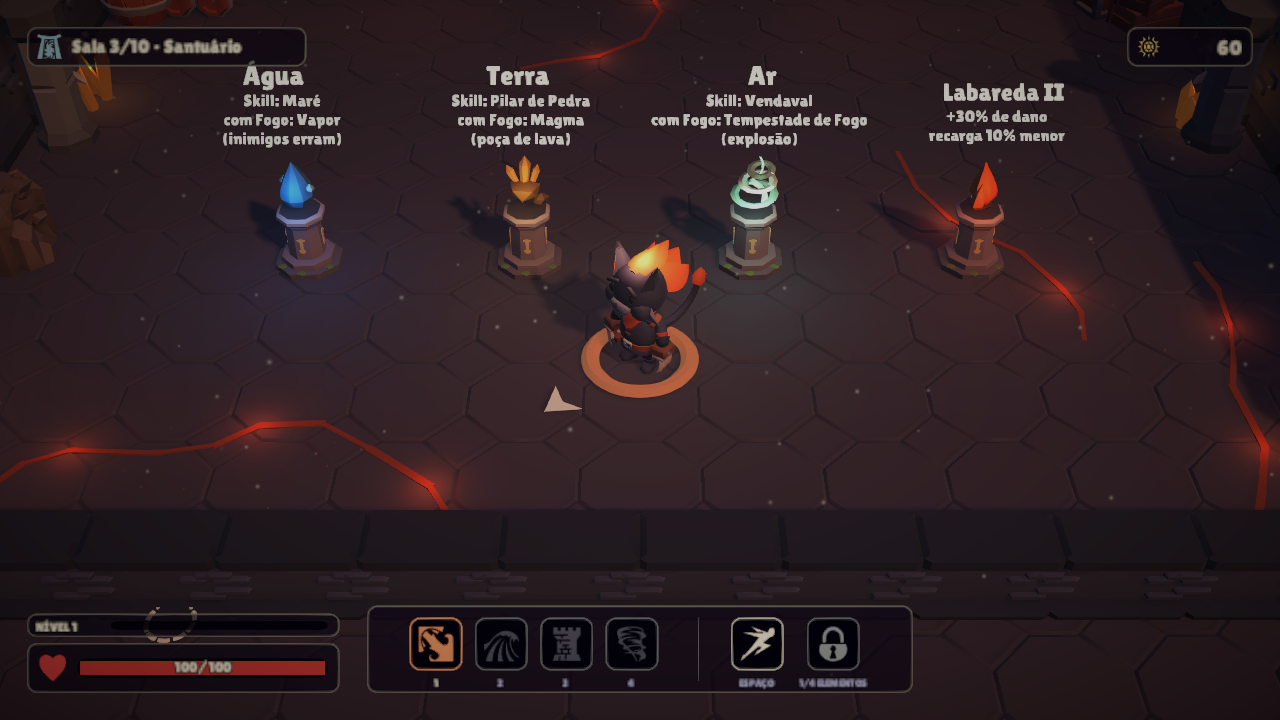 Sala 3/10 - Santuário
60
Água
Skill: Maré
com Fogo: Vapor
(inimigos erram)
Terra
Skill: Pilar de Pedra
com Fogo: Magma
(poça de lava)
Ar
Skill: Vendaval
com Fogo: Tempestade de Fogo
(explosão)
Labareda II
+30% de dano
recarga 10% menor
NÍVEL 1
100/100
1
2
3
4
ESPAÇO
1/4 ELEMENTOS